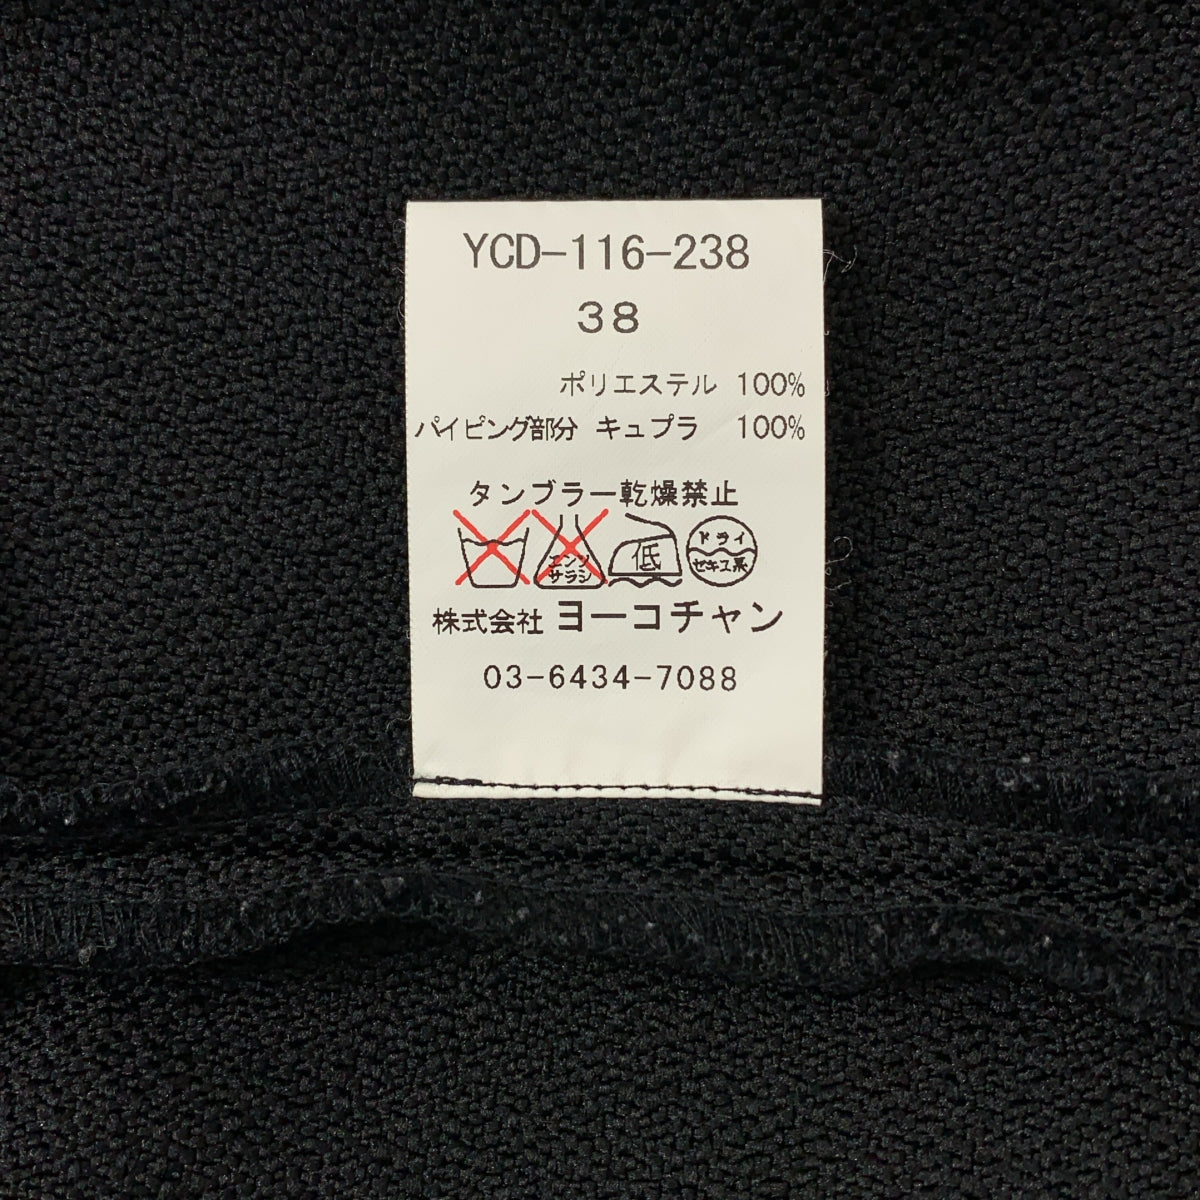 YCD-116-238
38
ポリエステル 100%
パイピング部分 キュプラ 100%
タンブラー乾燥禁止
エンソサラシ
低
ドライ
セキユ系
株式会社 ヨーコチャン
03-6434-7088